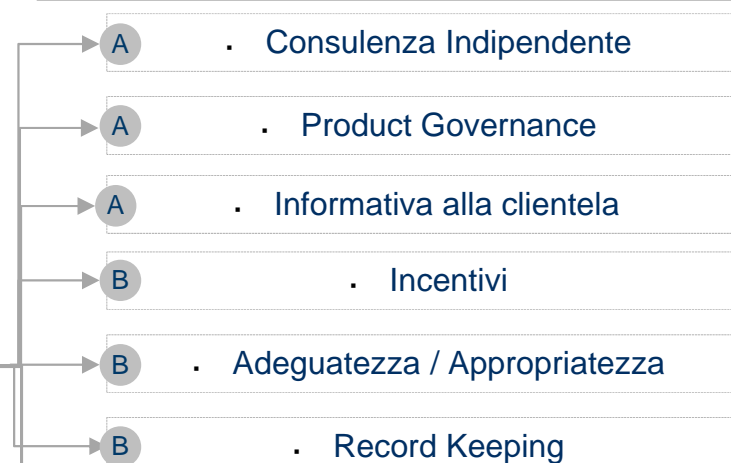 A ▪ Consulenza Indipendente
A ▪ Product Governance
A ▪ Informativa alla clientela
B ▪ Incentivi
B ▪ Adeguatezza / Appropriatezza
B ▪ Record Keeping